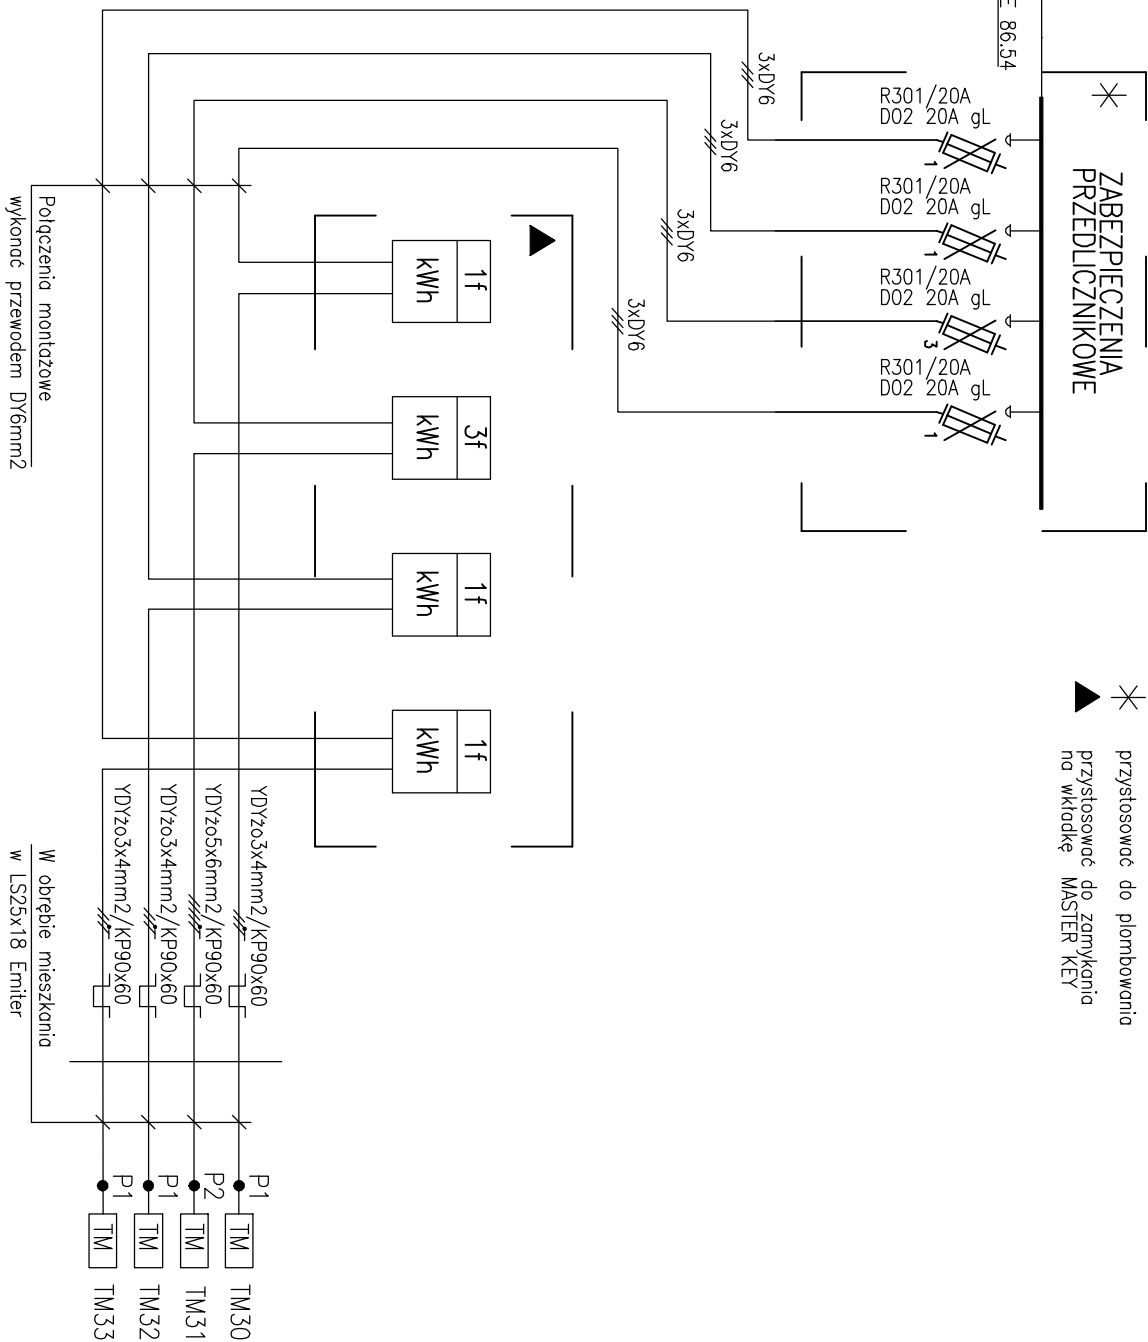 E 86.54
ZABEZPIECZENIA
PRZEDLICZNIKOWE
R301/20A
D02 20A gL
1
R301/20A
D02 20A gL
1
R301/20A
D02 20A gL
3
R301/20A
D02 20A gL
1
3xDY6
3xDY6
3xDY6
3xDY6
przystosować do plombowania
przystosować do zamykania
na wkładkę MASTER KEY
1f
kWh
3f
kWh
1f
kWh
1f
kWh
Połączenia montażowe
wykonać przewodem DY6mm2
YDYżo3x4mm2/KP90x60
YDYżo5x6mm2/KP90x60
YDYżo3x4mm2/KP90x60
YDYżo3x4mm2/KP90x60
W obrębie mieszkania
w LS25x18 Emiter
P1
TM
TM30
P2
TM
TM31
P1
TM
TM32
P1
TM
TM33